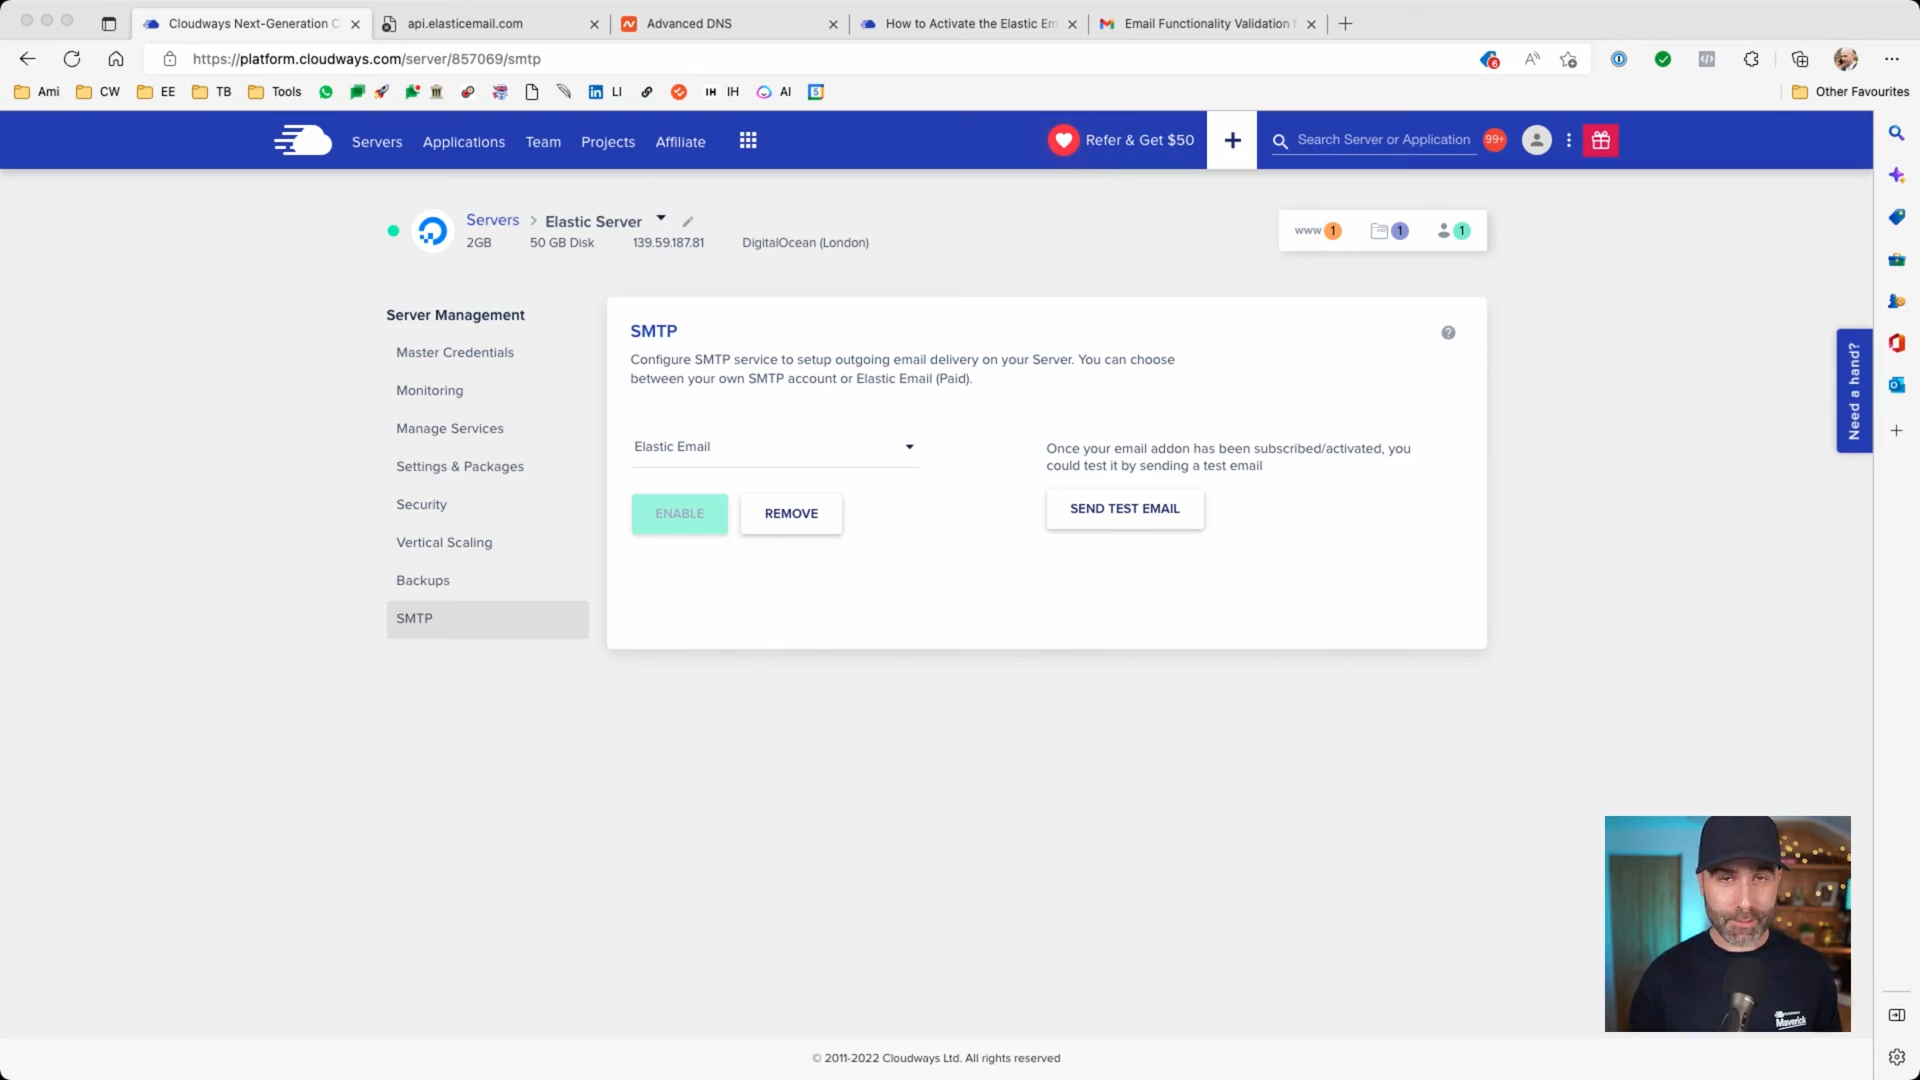 Cloudways Next-Generation C
api.elasticemail.com
Advanced DNS
How to Activate the Elastic Em
Email Functionality Validation f
https://platform.cloudways.com/server/857069/smtp
6
Ami
CW
EE
TB
Tools
LI
IH IH
AI
5
Other Favourites
Servers
Applications
Team
Projects
Affiliate
Refer & Get $50
Search Server or Application
99+
Servers > Elastic Server
2GB
50 GB Disk
139.59.187.81
DigitalOcean (London)
www 1
1
1
Server Management
Master Credentials
Monitoring
Manage Services
Settings & Packages
Security
Vertical Scaling
Backups
SMTP
SMTP
Configure SMTP service to setup outgoing email delivery on your Server. You can choose
between your own SMTP account or Elastic Email (Paid).
Elastic Email
ENABLE
REMOVE
Once your email addon has been subscribed/activated, you
could test it by sending a test email
SEND TEST EMAIL
Need a hand?
Maverick
© 2011-2022 Cloudways Ltd. All rights reserved